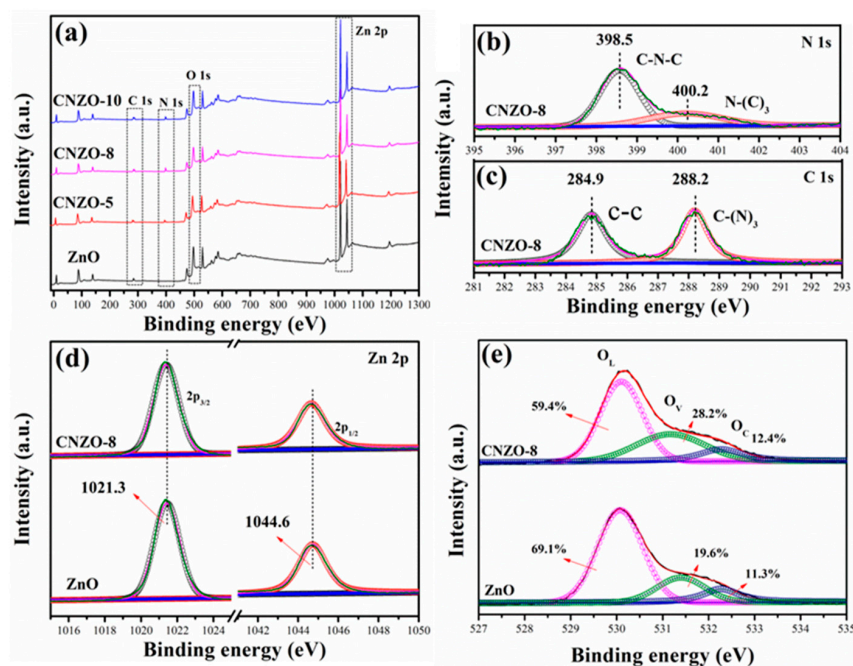 (a)
Zn 2p
O 1s
C 1s
N 1s
CNZO-10
CNZO-8
CNZO-5
ZnO
Intensity (a.u.)
0 100 200 300 400 500 600 700 800 900 1000 1100 1200 1300
Binding energy (eV)
(b)
398.5
N 1s
C-N-C
400.2
N-(C)3
CNZO-8
395 396 397 398 399 400 401 402 403 404
(c)
284.9
288.2
C 1s
C-C
C-(N)3
CNZO-8
Intensity (a.u.)
281 282 283 284 285 286 287 288 289 290 291 292 293
Binding energy (eV)
(d)
Zn 2p
2p3/2
2p1/2
CNZO-8
1021.3
1044.6
ZnO
Intensity (a.u.)
1016 1018 1020 1022 1024 1042 1044 1046 1048 1050
Binding energy (eV)
(e)
OL
59.4%
OV
28.2%
OC
12.4%
CNZO-8
69.1%
19.6%
11.3%
ZnO
Intensity (a.u.)
527 528 529 530 531 532 533 534 535
Binding energy (eV)